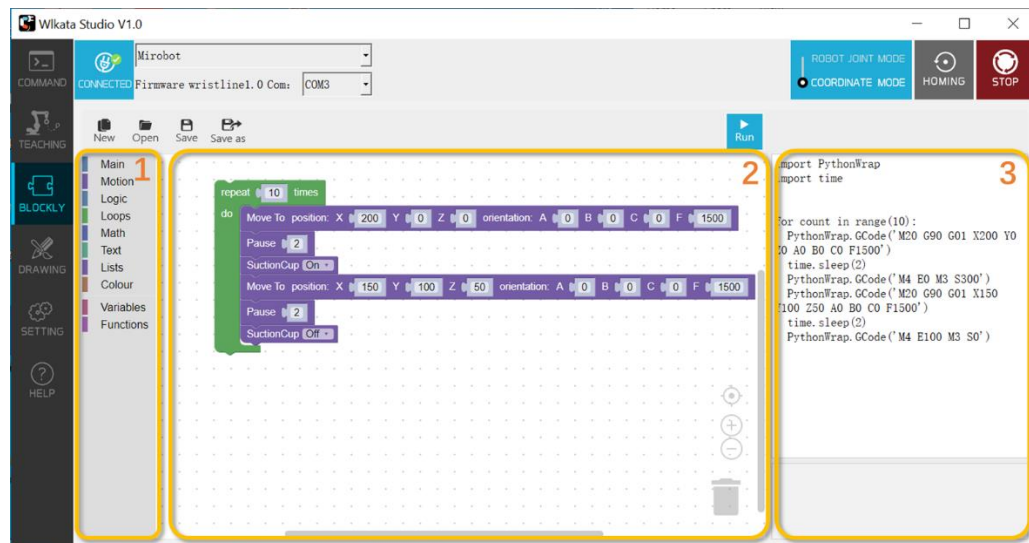 Wlkata Studio V1.0
COMMAND
CONNECTED
Mirobot
Firmware wristline1.0 Com: COM3
ROBOT JOINT MODE
COORDINATE MODE
HOMING
STOP
TEACHING
New Open Save Save as
Run
BLOCKLY
DRAWING
SETTING
HELP
1
Main
Motion
Logic
Loops
Math
Text
Lists
Colour
Variables
Functions
2
repeat 10 times
do Move To position: X 200 Y 0 Z 0 orientation: A 0 B 0 C 0 F 1500
Pause 2
SuctionCup On
Move To position: X 150 Y 100 Z 50 orientation: A 0 B 0 C 0 F 1500
Pause 2
SuctionCup Off
3
import PythonWrap
import time
for count in range(10):
PythonWrap.GCode('M20 G90 G01 X200 Y0
Z0 A0 B0 C0 F1500')
time.sleep(2)
PythonWrap.GCode('M4 E0 M3 S300')
PythonWrap.GCode('M20 G90 G01 X150
Y100 Z50 A0 B0 C0 F1500')
time.sleep(2)
PythonWrap.GCode('M4 E100 M3 S0')